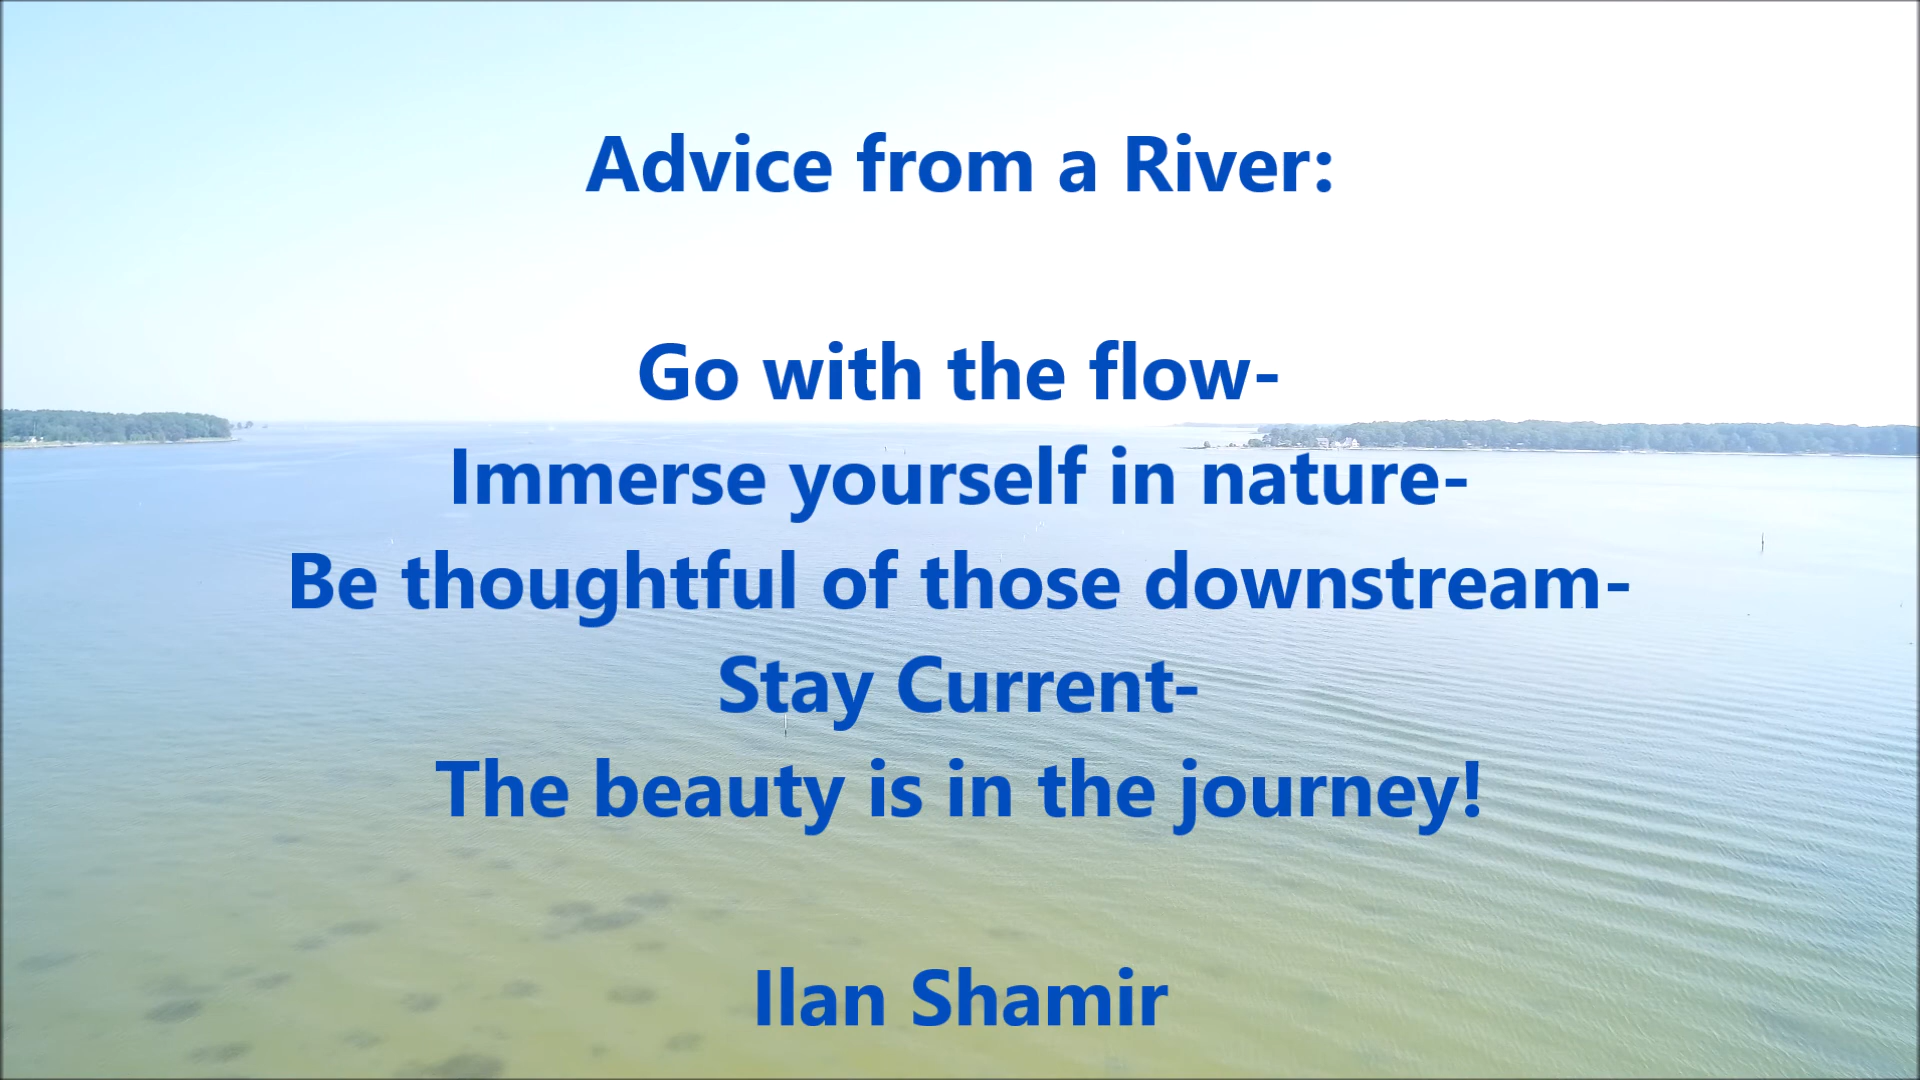 Advice from a River:
Go with the flow-
Immerse yourself in nature-
Be thoughtful of those downstream-
Stay Current-
The beauty is in the journey!
Ilan Shamir